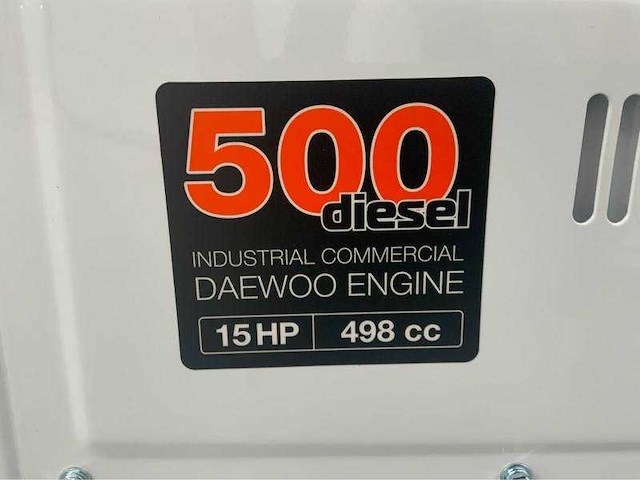 500
diesel
INDUSTRIAL COMMERCIAL
DAEWOO ENGINE
15 HP 498 cc